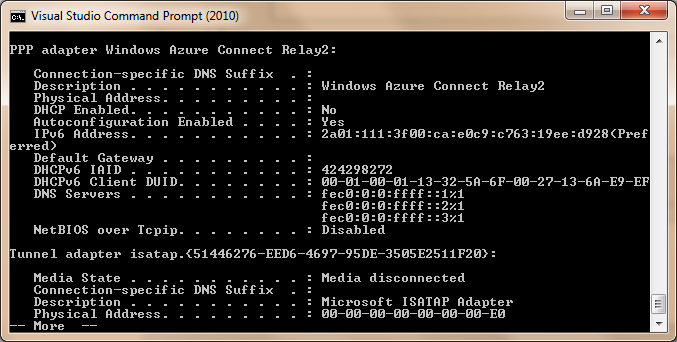 Visual Studio Command Prompt (2010)
PPP adapter Windows Azure Connect Relay2:
Connection-specific DNS Suffix  . :
Description . . . . . . . . . . . : Windows Azure Connect Relay2
Physical Address. . . . . . . . . :
DHCP Enabled. . . . . . . . . . . : No
Autoconfiguration Enabled . . . . : Yes
IPv6 Address. . . . . . . . . . . : 2a01:111:3f00:ca:e0c9:c763:19ee:d928(Pref
erred)
Default Gateway . . . . . . . . . :
DHCPv6 IAID . . . . . . . . . . . : 424298272
DHCPv6 Client DUID. . . . . . . . : 00-01-00-01-13-32-5A-6F-00-27-13-6A-E9-EF
DNS Servers . . . . . . . . . . . : fec0:0:0:ffff::1%1
fec0:0:0:ffff::2%1
fec0:0:0:ffff::3%1
NetBIOS over Tcpip. . . . . . . . : Disabled
Tunnel adapter isatap.{51446276-EED6-4697-95DE-3505E2511F20}:
Media State . . . . . . . . . . . : Media disconnected
Connection-specific DNS Suffix  . :
Description . . . . . . . . . . . : Microsoft ISATAP Adapter
Physical Address. . . . . . . . . : 00-00-00-00-00-00-00-E0
-- More  --